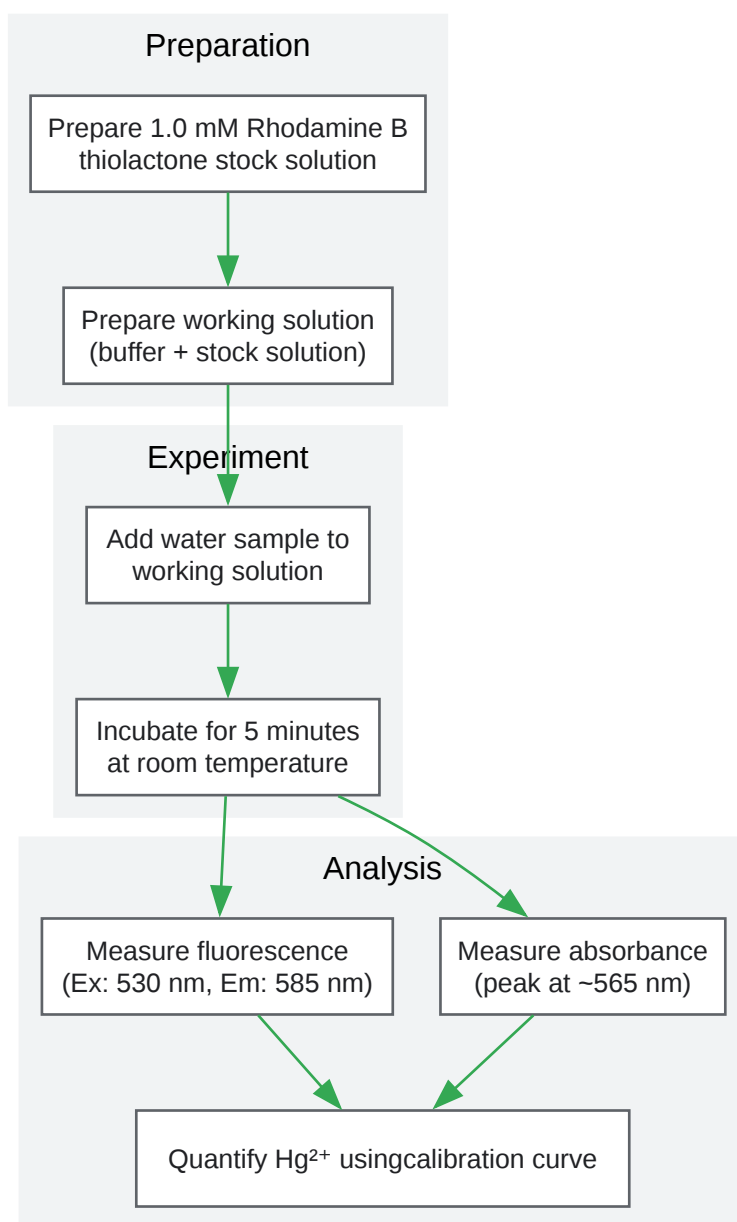 Preparation
Prepare 1.0 mM Rhodamine B
thiolactone stock solution
Prepare working solution
(buffer + stock solution)
Experiment
Add water sample to
working solution
Incubate for 5 minutes
at room temperature
Analysis
Measure fluorescence
(Ex: 530 nm, Em: 585 nm)
Measure absorbance
(peak at ~565 nm)
Quantify Hg²⁺ usingcalibration curve